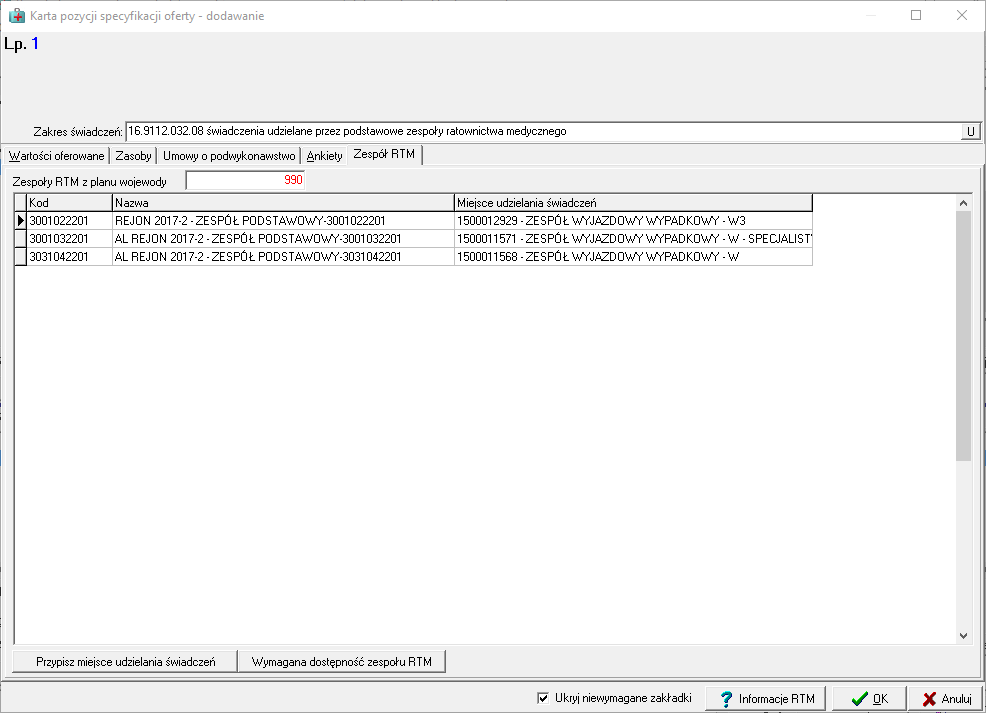 Karta pozycji specyfikacji oferty - dodawanie
Lp. 1
Zakres świadczeń: 16.9112.032.08 świadczenia udzielane przez podstawowe zespoły ratownictwa medycznego U
Wartości oferowane Zasoby Umowy o podwykonawstwo Ankiety Zespół RTM
Zespoły RTM z planu wojewody 990
Kod Nazwa Miejsce udzielania świadczeń
3001022201 REJON 2017-2 - ZESPÓŁ PODSTAWOWY-3001022201 1500012929 - ZESPÓŁ WYJAZDOWY WYPADKOWY - W3
3001032201 AL REJON 2017-2 - ZESPÓŁ PODSTAWOWY-3001032201 1500011571 - ZESPÓŁ WYJAZDOWY WYPADKOWY - W - SPECJALIST
3031042201 AL REJON 2017-2 - ZESPÓŁ PODSTAWOWY-3031042201 1500011568 - ZESPÓŁ WYJAZDOWY WYPADKOWY - W
Przypisz miejsce udzielania świadczeń Wymagana dostępność zespołu RTM
Ukryj niewymagane zakładki ? Informacje RTM OK Anuluj